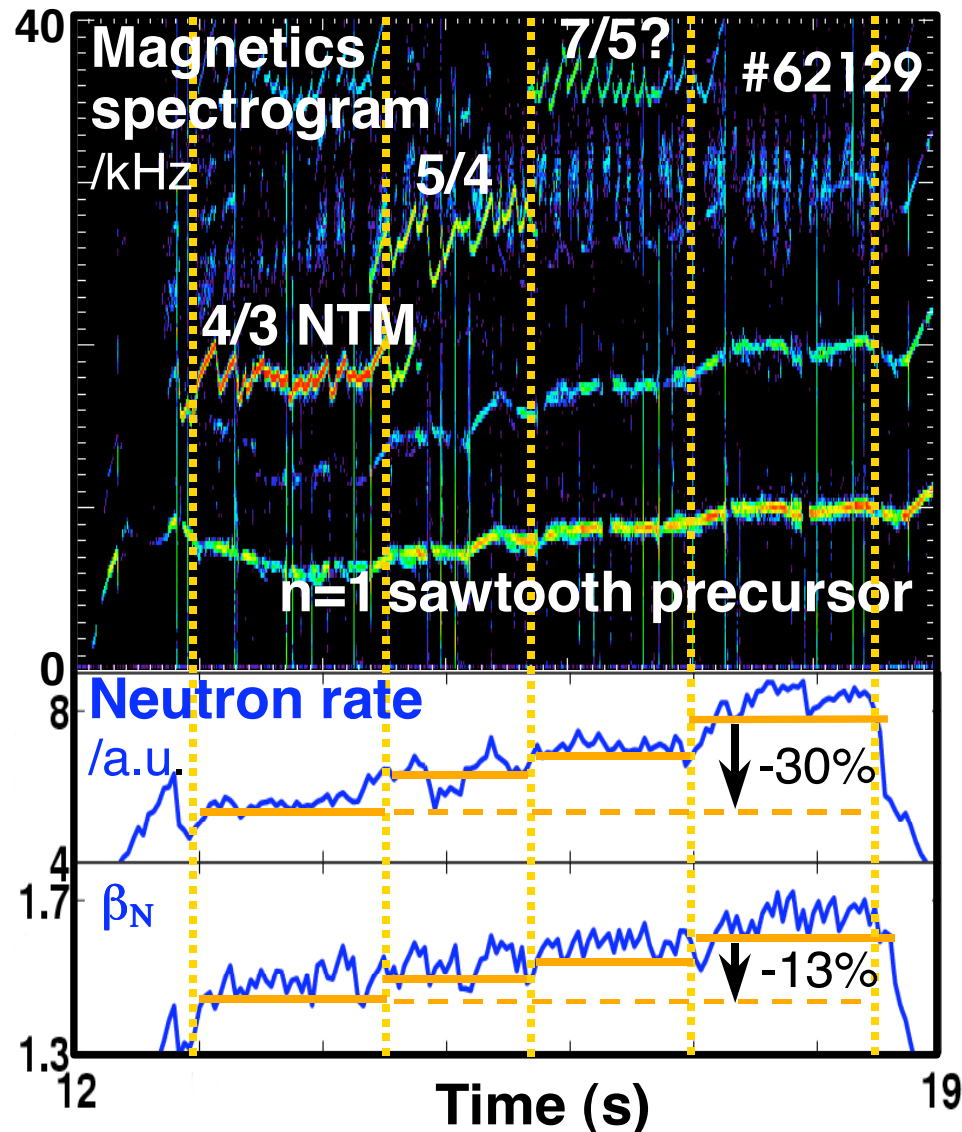 40
Magnetics
spectrogram
/kHz
7/5?
#62129
5/4
4/3 NTM
n=1 sawtooth precursor
0
Neutron rate
/a.u.
8
-30%
4
1.7
βN
-13%
1.3
12
Time (s)
19